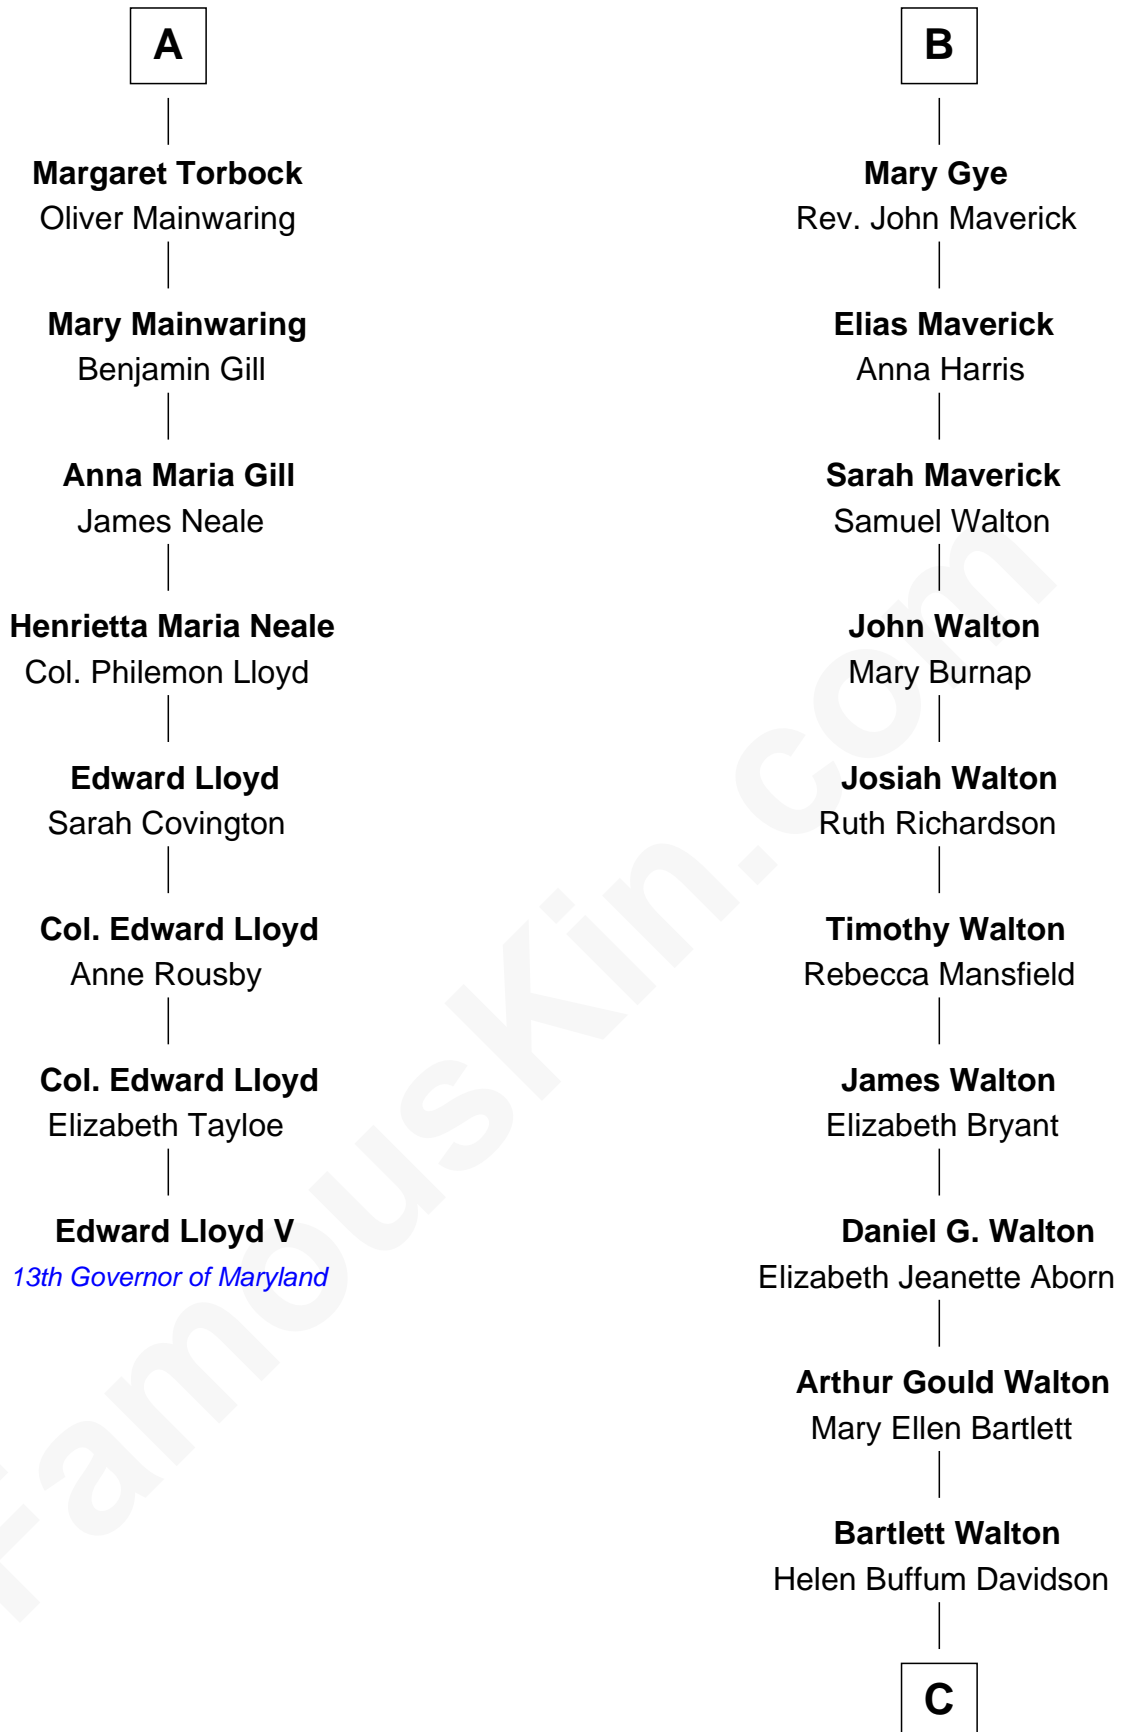 A
Margaret Torbock
Oliver Mainwaring
Mary Mainwaring
Benjamin Gill
Anna Maria Gill
James Neale
Henrietta Maria Neale
Col. Philemon Lloyd
Edward Lloyd
Sarah Covington
Col. Edward Lloyd
Anne Rousby
Col. Edward Lloyd
Elizabeth Tayloe
Edward Lloyd V
13th Governor of Maryland
B
Mary Gye
Rev. John Maverick
Elias Maverick
Anna Harris
Sarah Maverick
Samuel Walton
John Walton
Mary Burnap
Josiah Walton
Ruth Richardson
Timothy Walton
Rebecca Mansfield
James Walton
Elizabeth Bryant
Daniel G. Walton
Elizabeth Jeanette Aborn
Arthur Gould Walton
Mary Ellen Bartlett
Bartlett Walton
Helen Buffum Davidson
C
FamousKin.com